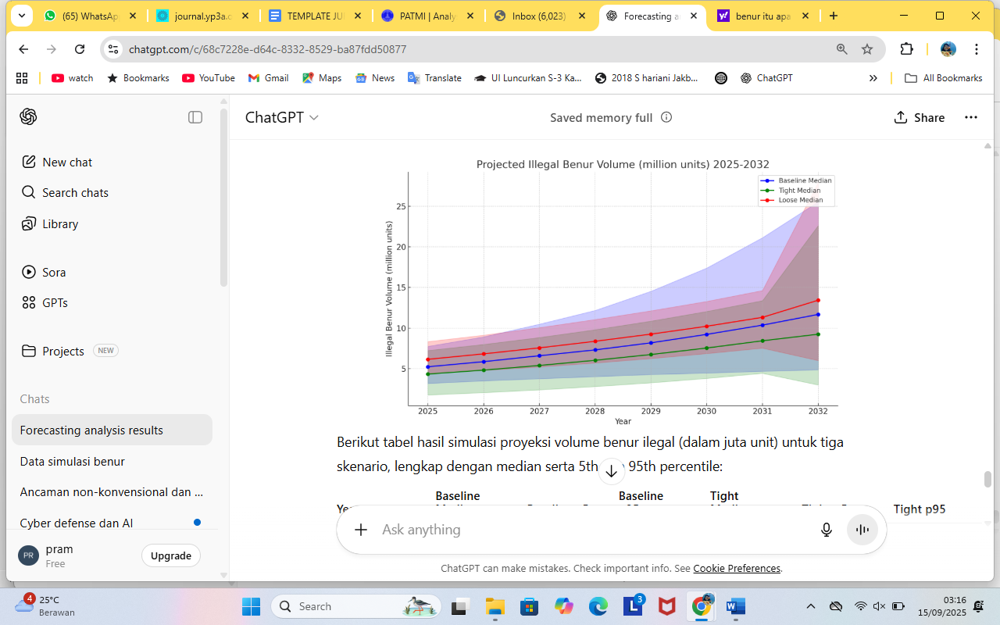 (65) WhatsAp
journal.yp3a.c
TEMPLATE JU
PATMI | Analy
Inbox (6,023)
Forecasting a
benur itu apa
chatgpt.com/c/68c7228e-d64c-8332-8529-ba87fdd50877
watch
Bookmarks
YouTube
Gmail
Maps
News
Translate
UI Luncurkan S-3 Ka...
2018 S hariani Jakb...
ChatGPT
All Bookmarks
ChatGPT
Saved memory full
Share
New chat
Search chats
Library
Sora
GPTs
Projects NEW
Chats
Forecasting analysis results
Data simulasi benur
Ancaman non-konvensional dan ...
Cyber defense dan AI
PR
pram
Free
Upgrade
Projected Illegal Benur Volume (million units) 2025-2032
Baseline Median
Tight Median
Loose Median
Illegal Benur Volume (million units)
25
20
15
10
5
2025 2026 2027 2028 2029 2030 2031 2032
Year
Berikut tabel hasil simulasi proyeksi volume benur ilegal (dalam juta unit) untuk tiga
skenario, lengkap dengan median serta 5th 95th percentile:
Baseline Baseline Tight
Tight p95
Ask anything
ChatGPT can make mistakes. Check important info. See Cookie Preferences.
4
25°C
Berawan
Search
L 3
03:16
15/09/2025